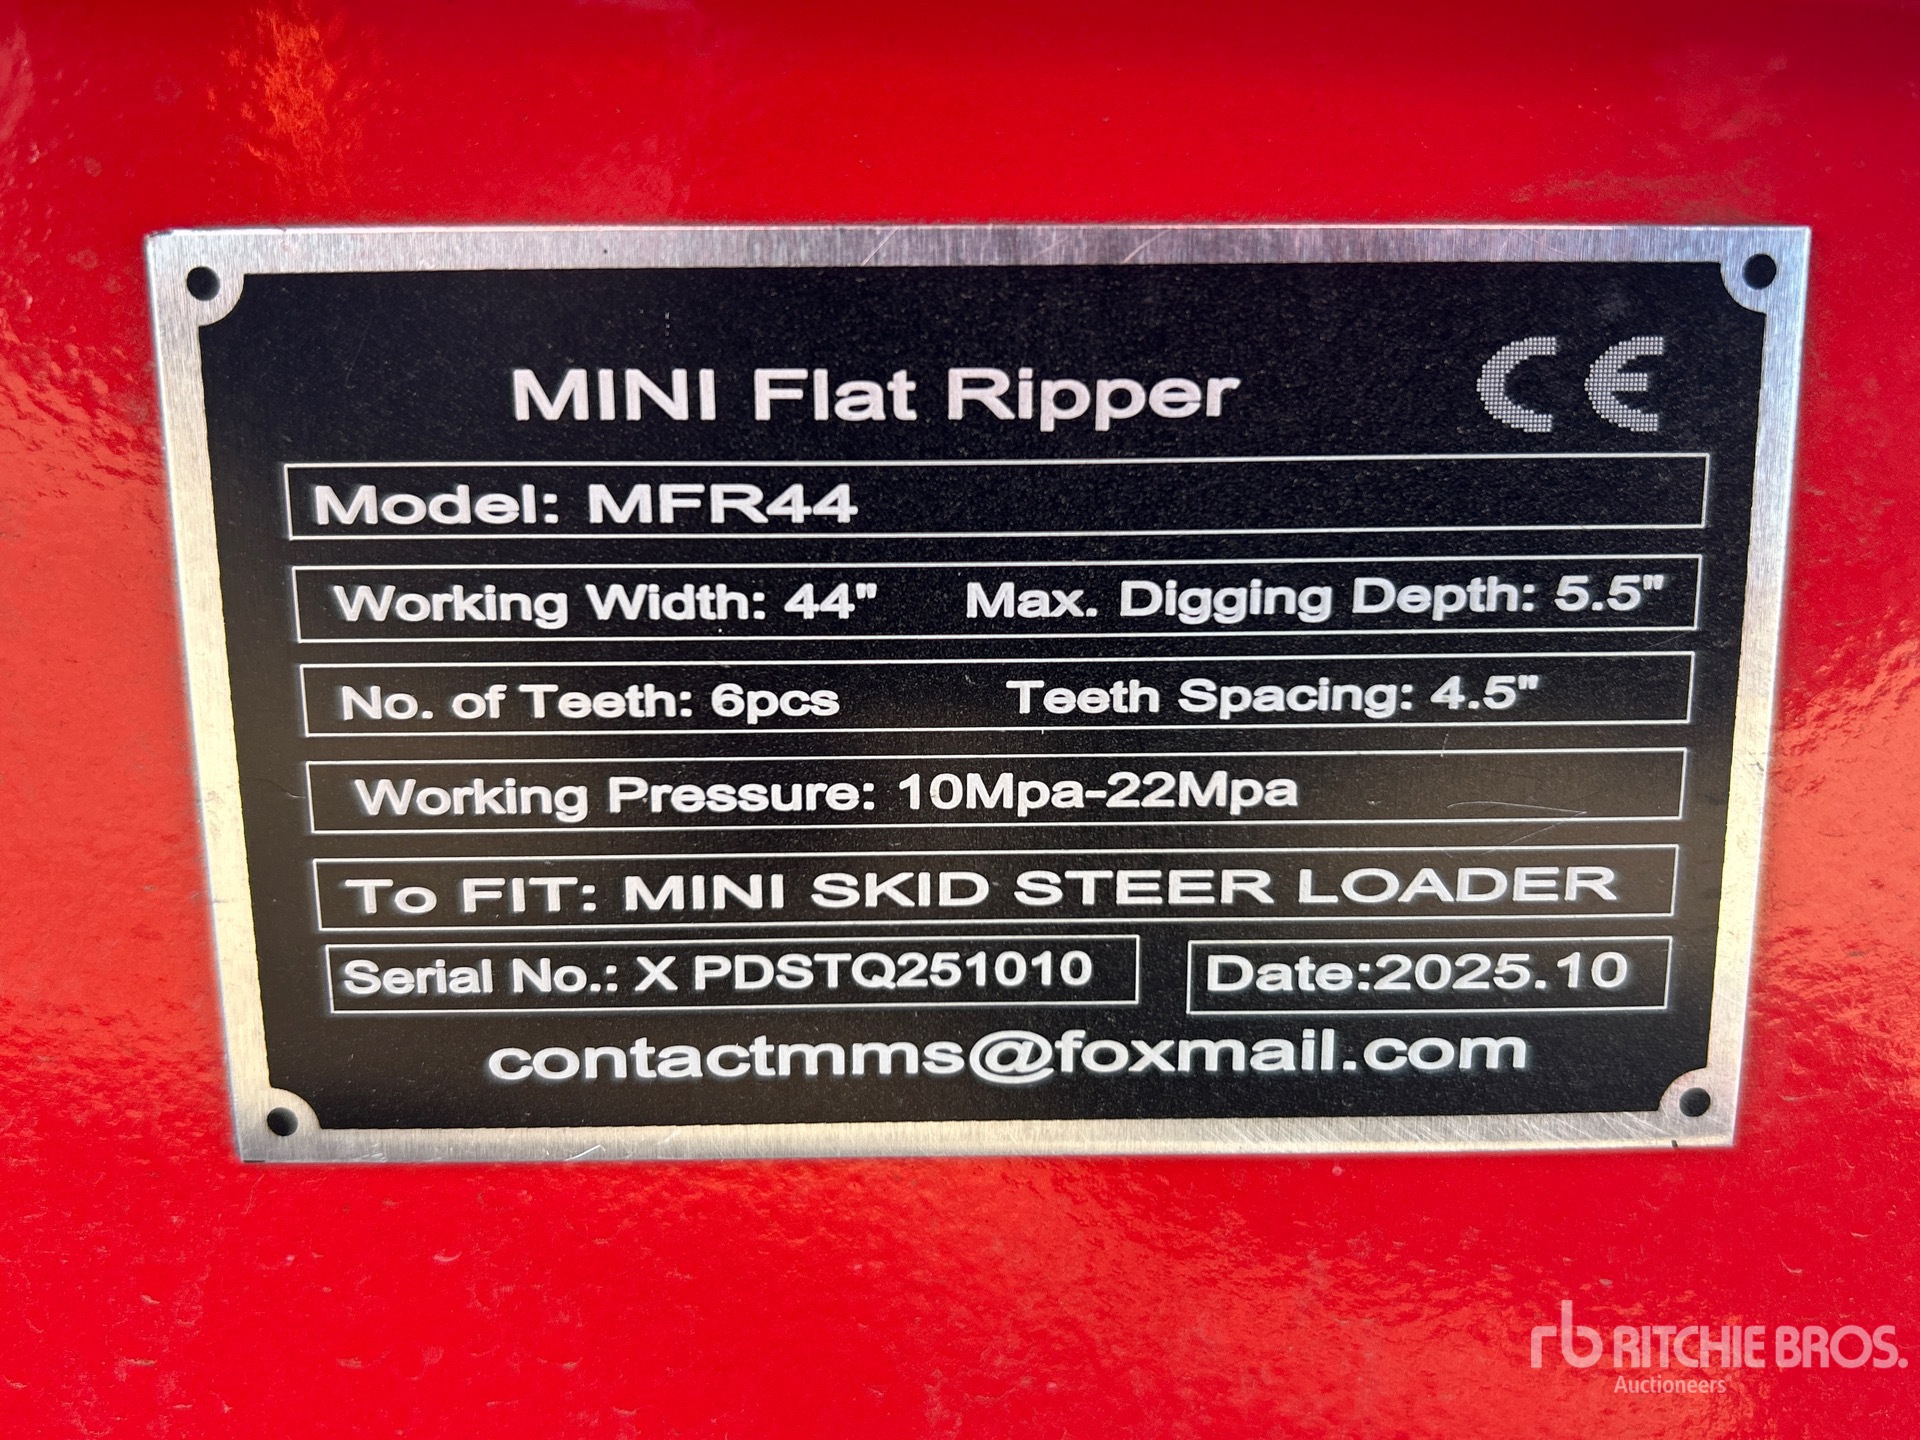 MINI Flat Ripper CE
Model: MFR44
Working Width: 44" Max. Digging Depth: 5.5"
No. of Teeth: 6pcs Teeth Spacing: 4.5"
Working Pressure: 10Mpa-22Mpa
To FIT: MINI SKID STEER LOADER
Serial No.: X PDSTQ251010 Date:2025.10
contactmms@foxmail.com
rb RITCHIE BROS.
Auctioneers